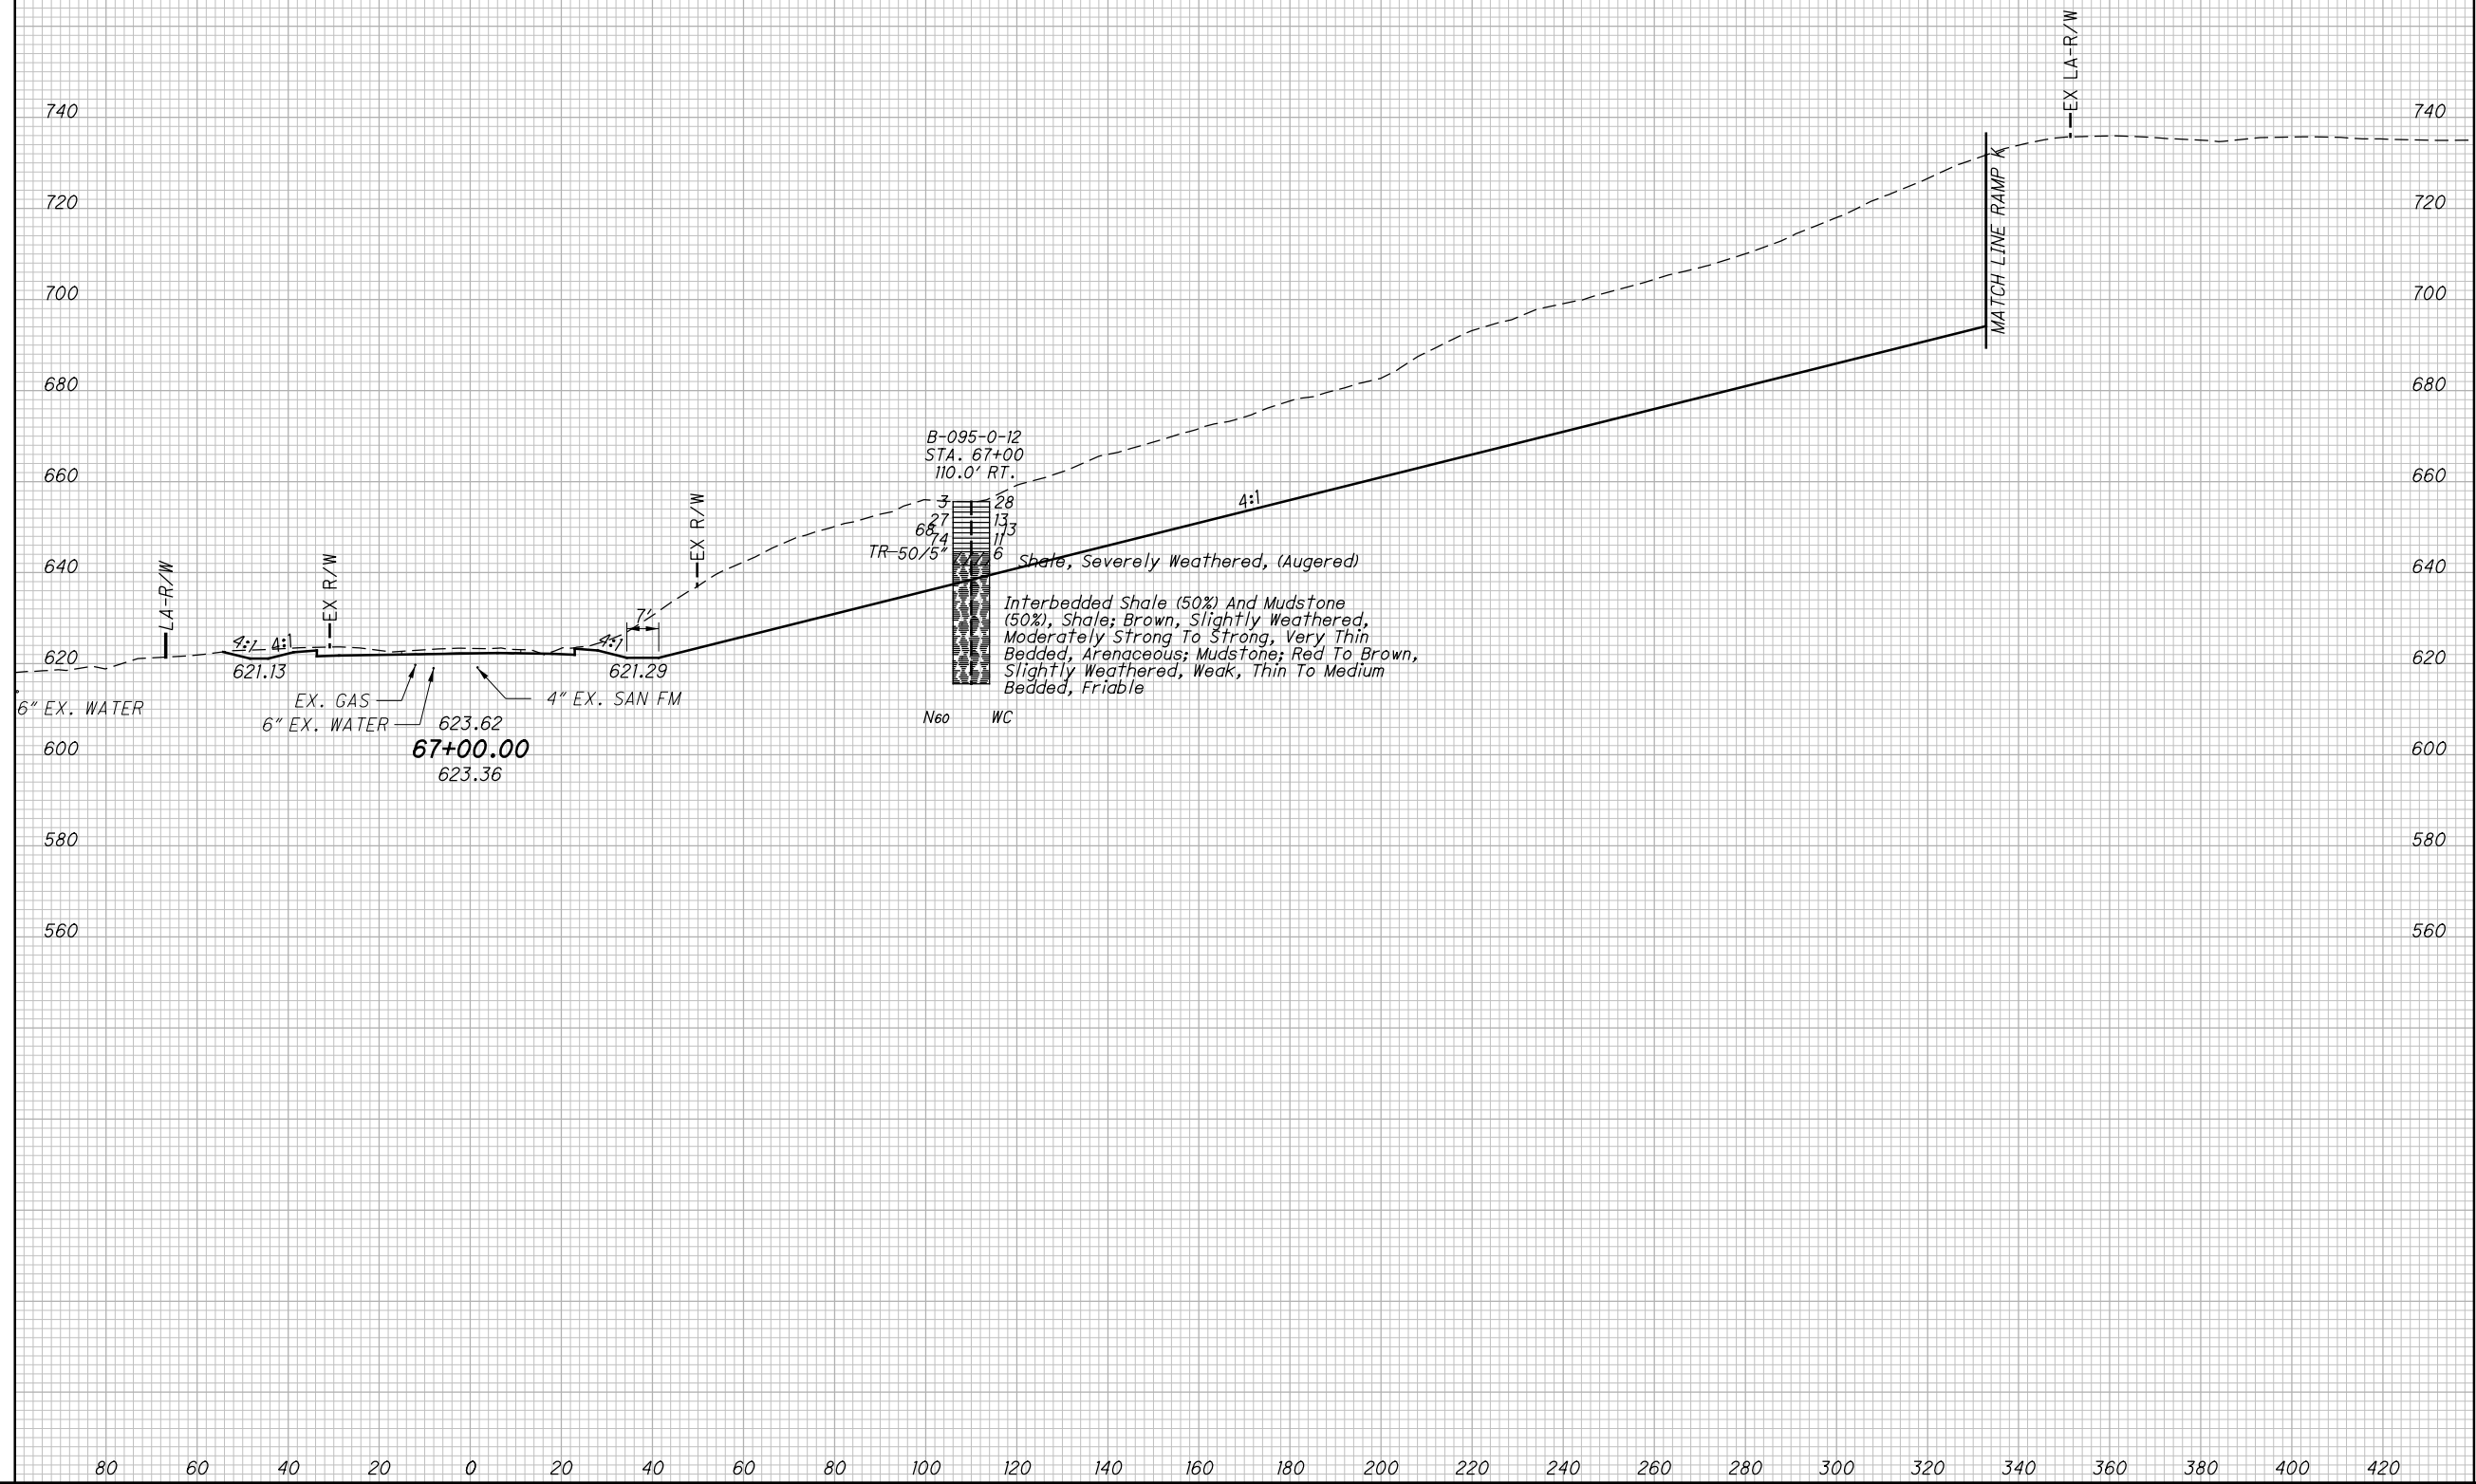 EX LA-R/W
740
740
MATCH LINE RAMP K
720
720
700
700
680
680
B-095-0-12
STA. 67+00
110.0' RT.
660
660
4:1
EX R/W
3 28
27 13
68 13
74 11
TR-50/5" 6
Shale, Severely Weathered, (Augered)
640
640
LA-R/W
EX R/W
Interbedded Shale (50%) And Mudstone
(50%), Shale; Brown, Slightly Weathered,
Moderately Strong To Strong, Very Thin
Bedded, Arenaceous; Mudstone; Red To Brown,
Slightly Weathered, Weak, Thin To Medium
Bedded, Friable
7'
4:1
4:1
4:1
620
620
621.13
621.29
EX. GAS
4" EX. SAN FM
6" EX. WATER
6" EX. WATER
N60 WC
623.62
67+00.00
623.36
600
600
580
580
560
560
80 60 40 20 0 20 40 60 80 100 120 140 160 180 200 220 240 260 280 300 320 340 360 380 400 420